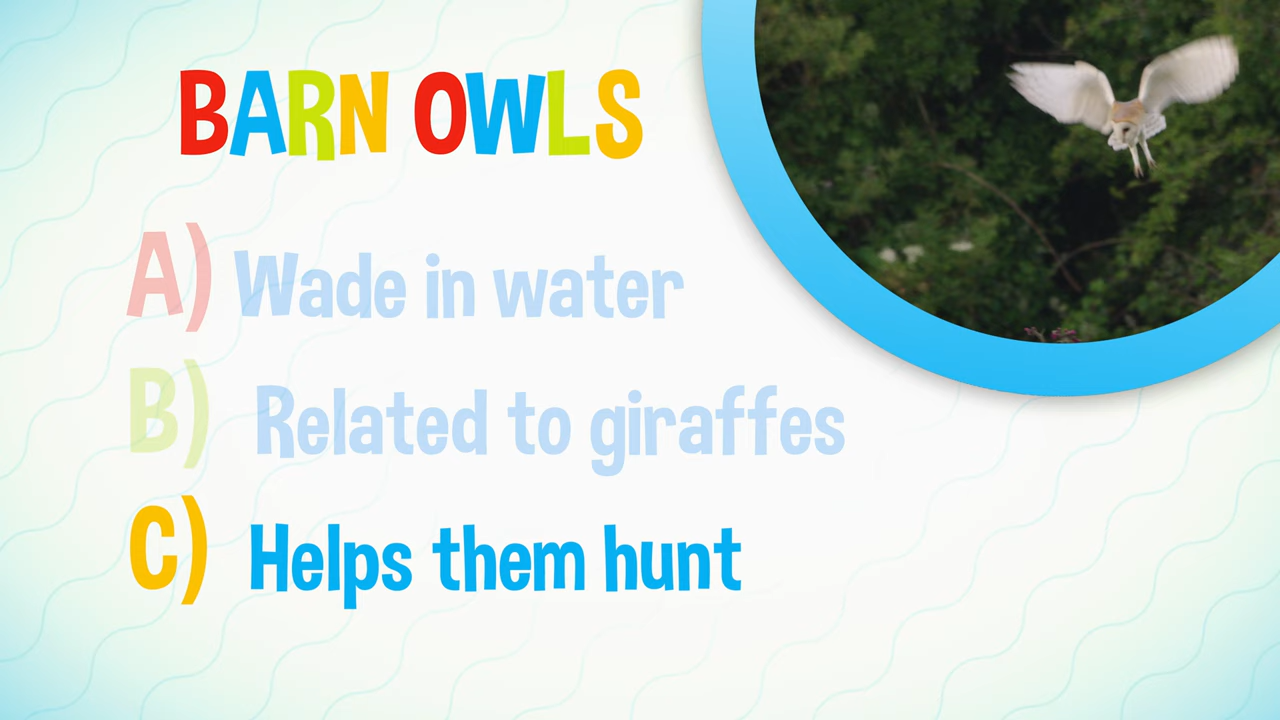 BARN OWLS
A) Wade in water
B) Related to giraffes
C) Helps them hunt